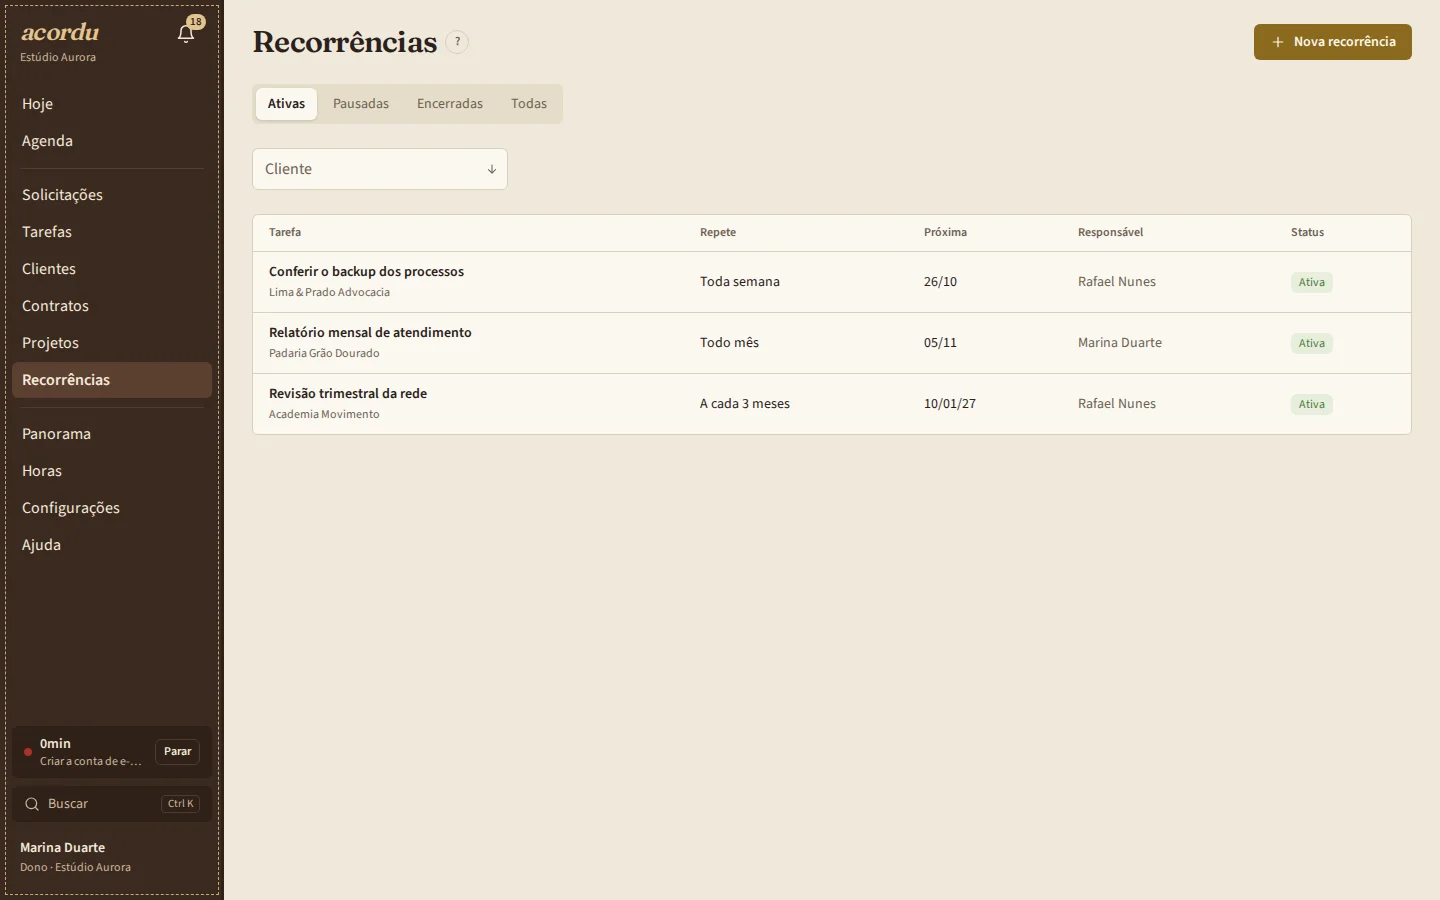 acordu
18
Estúdio Aurora
Hoje
Agenda
Solicitações
Tarefas
Clientes
Contratos
Projetos
Recorrências
Panorama
Horas
Configurações
Ajuda
0min
Criar a conta de e-…
Parar
Buscar
Ctrl K
Marina Duarte
Dono · Estúdio Aurora
Recorrências ?
Nova recorrência
Ativas Pausadas Encerradas Todas
Cliente
Tarefa Repete Próxima Responsável Status
Conferir o backup dos processos
Lima & Prado Advocacia
Toda semana 26/10 Rafael Nunes Ativa
Relatório mensal de atendimento
Padaria Grão Dourado
Todo mês 05/11 Marina Duarte Ativa
Revisão trimestral da rede
Academia Movimento
A cada 3 meses 10/01/27 Rafael Nunes Ativa